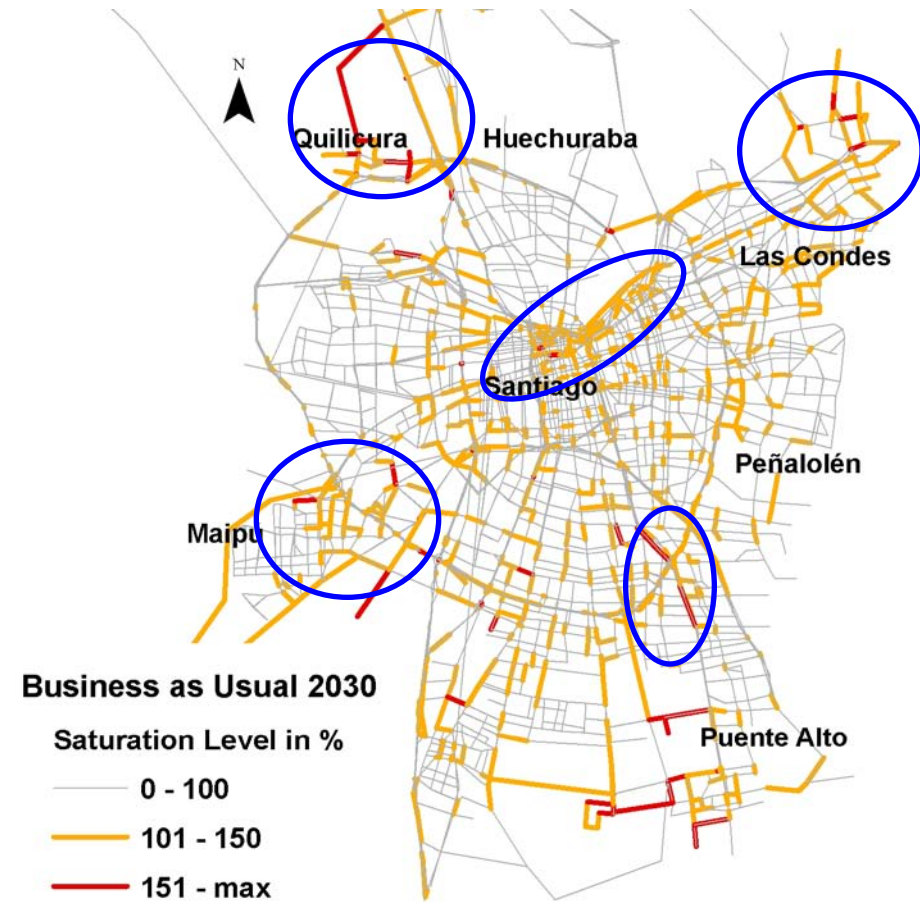 N
Quilicura
Huechuraba
Las Condes
Santiago
Peñalolén
Maipu
Puente Alto
Business as Usual 2030
Saturation Level in %
0 - 100
101 - 150
151 - max